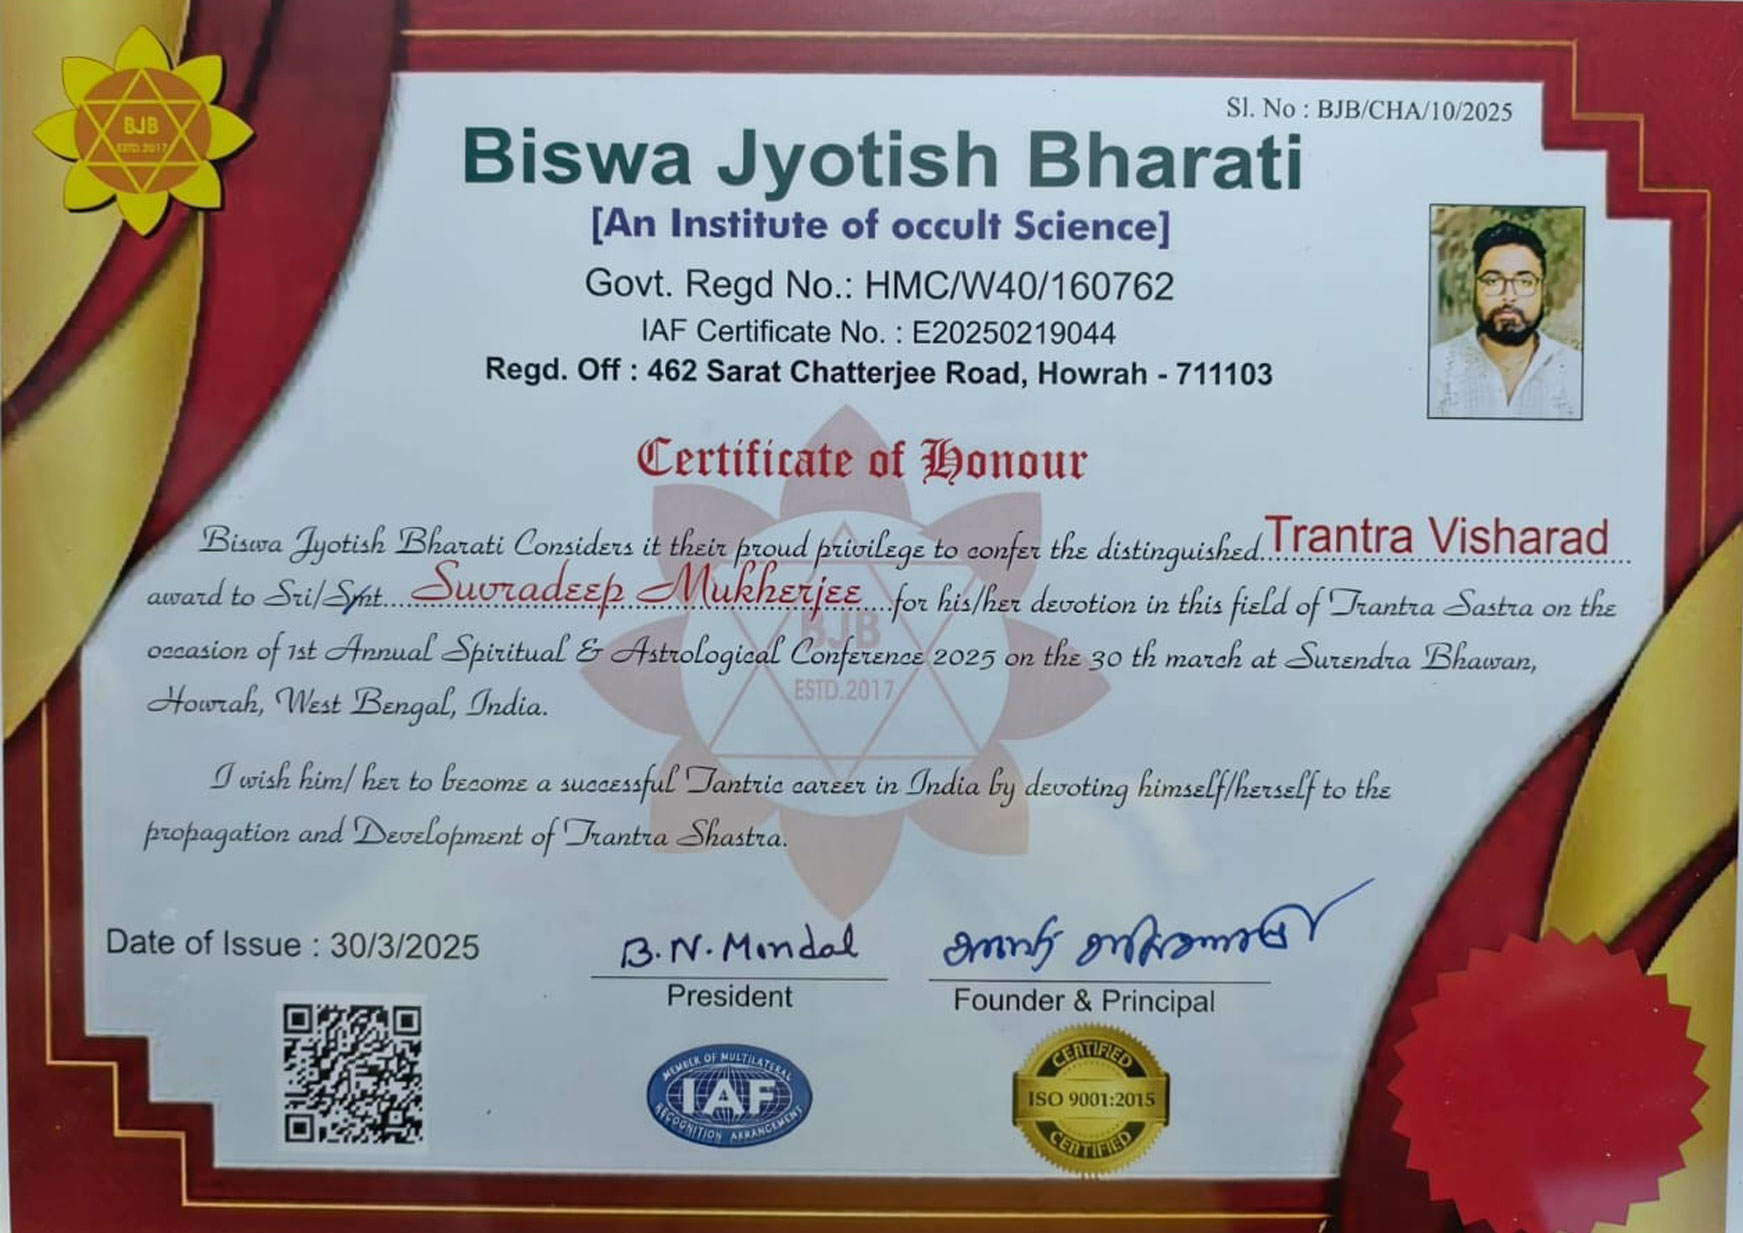 BJB
ESTD.2017
Sl. No : BJB/CHA/10/2025
Biswa Jyotish Bharati
[An Institute of occult Science]
Govt. Regd No.: HMC/W40/160762
IAF Certificate No. : E20250219044
Regd. Off : 462 Sarat Chatterjee Road, Howrah - 711103
Certificate of Honour
Biswa Jyotish Bharati Considers it their proud privilege to confer the distinguished..Trantra Visharad
award to Sri/Smt....Suvradeep Mukherjee....for his/her devotion in this field of Trantra Sastra on the
occasion of 1st Annual Spiritual & Astrological Conference 2025 on the 30 th march at Surendra Bhawan,
Howrah, West Bengal, India.
BJB
ESTD.2017
I wish him/ her to become a successful Tantric career in India by devoting himself/herself to the
propagation and Development of Trantra Shastra.
Date of Issue : 30/3/2025
B.N. Mondal
President
Founder & Principal
MEMBER OF MULTILATERAL
IAF
RECOGNITION ARRANGEMENT
CERTIFIED
ISO 9001:2015
CERTIFIED